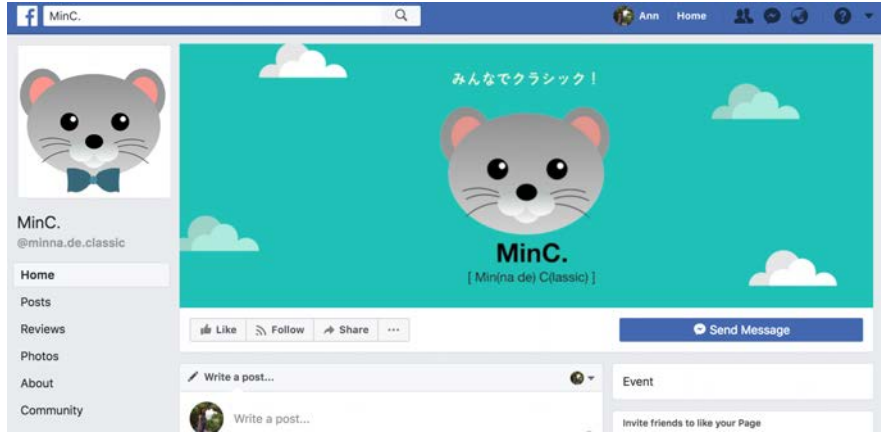 MinC.
Ann
Home
みんなでクラシック！
MinC.
[ Min(na de) C(lassic) ]
MinC.
@minna.de.classic
Home
Posts
Reviews
Photos
About
Community
Like
Follow
Share
Send Message
Write a post...
Write a post...
Event
Invite friends to like your Page